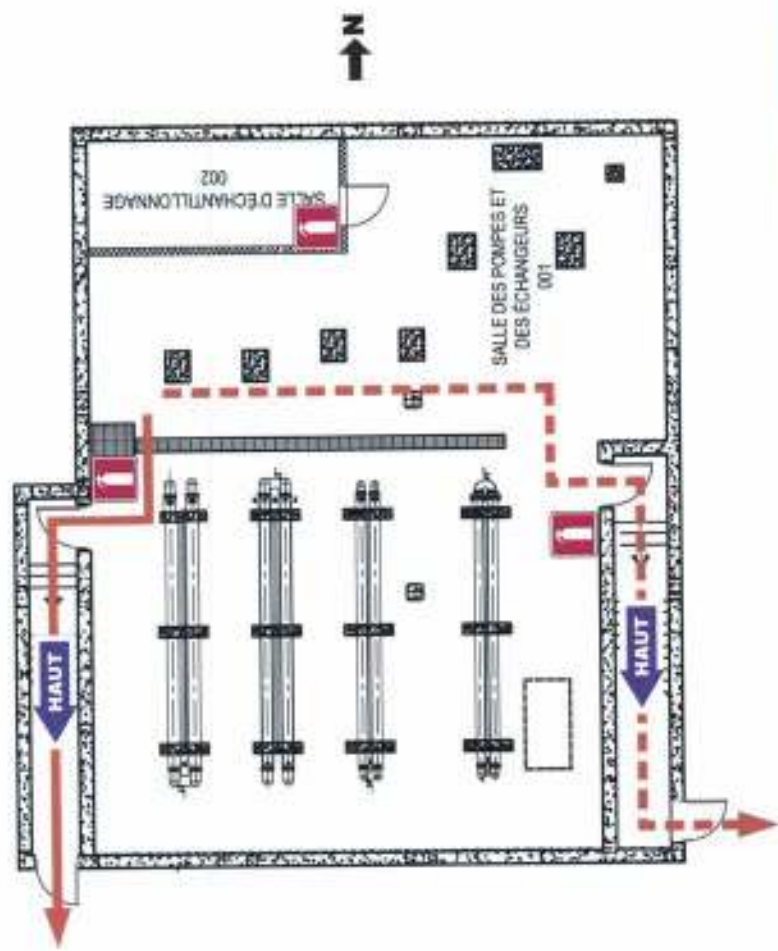 N
SALLE D'ÉCHANTILLONNAGE
002
SALLE DES POMPES ET
DES ÉCHANGEURS
001
HAUT
HAUT